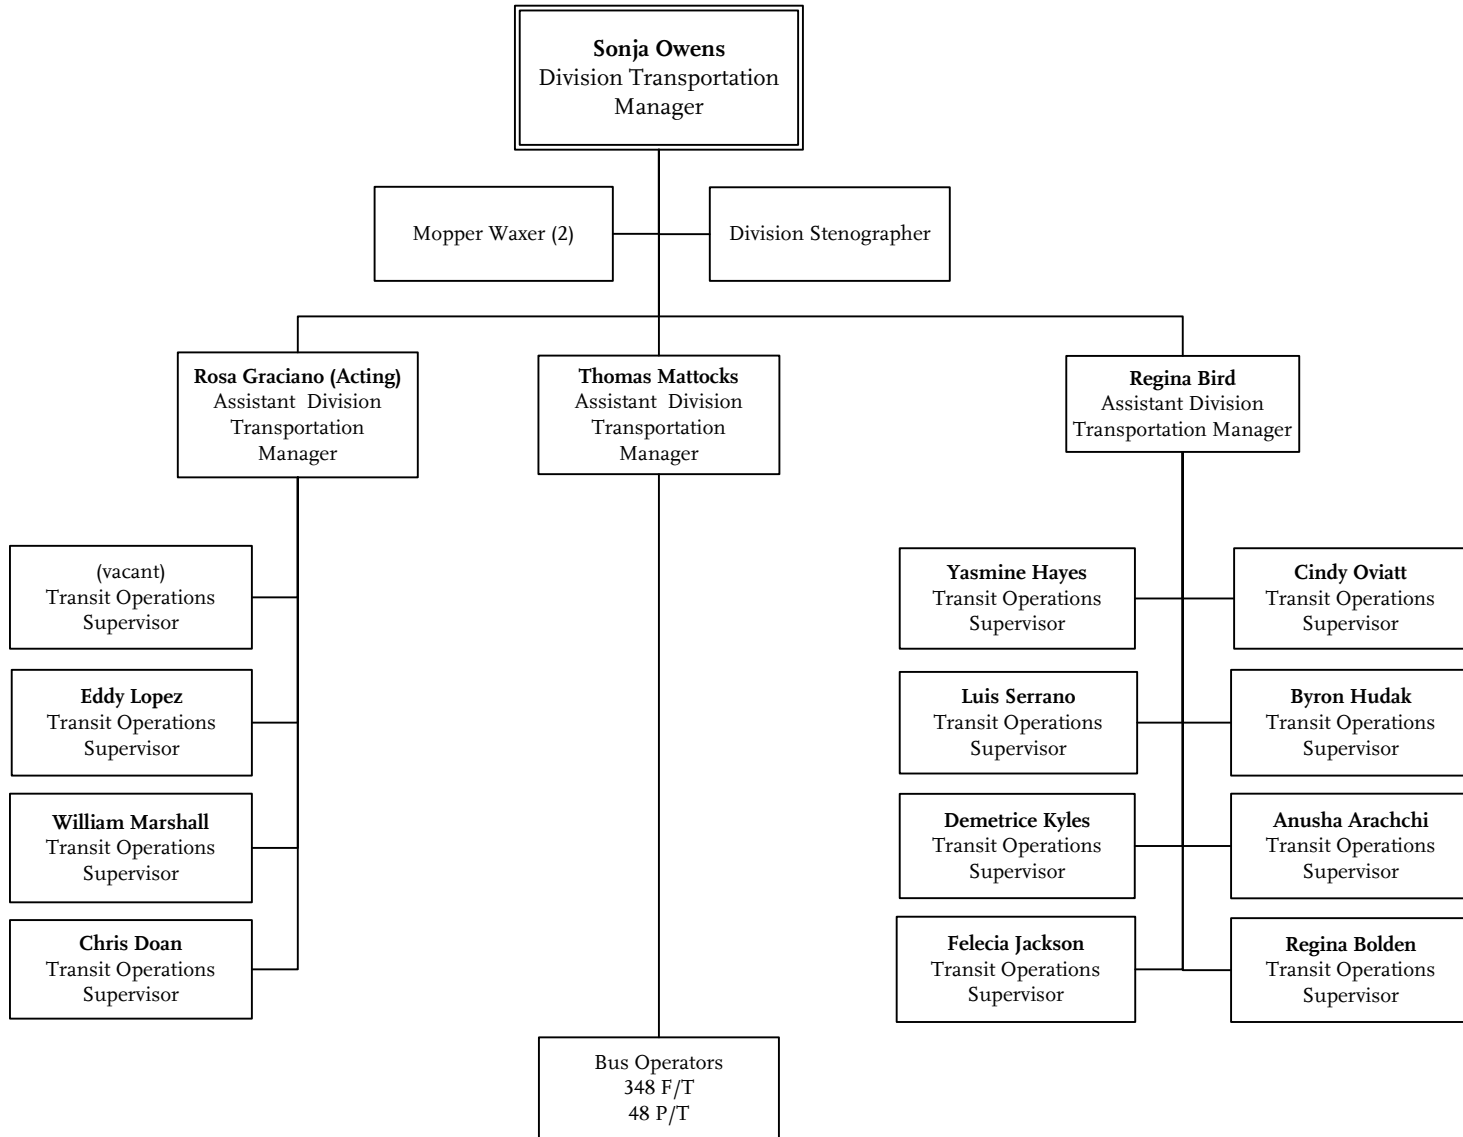 Sonja Owens
Division Transportation
Manager
Mopper Waxer (2)
Division Stenographer
Rosa Graciano (Acting)
Assistant Division
Transportation
Manager
Thomas Mattocks
Assistant Division
Transportation
Manager
Regina Bird
Assistant Division
Transportation Manager
(vacant)
Transit Operations
Supervisor
Eddy Lopez
Transit Operations
Supervisor
William Marshall
Transit Operations
Supervisor
Chris Doan
Transit Operations
Supervisor
Bus Operators
348 F/T
48 P/T
Yasmine Hayes
Transit Operations
Supervisor
Cindy Oviatt
Transit Operations
Supervisor
Luis Serrano
Transit Operations
Supervisor
Byron Hudak
Transit Operations
Supervisor
Demetrice Kyles
Transit Operations
Supervisor
Anusha Arachchi
Transit Operations
Supervisor
Felecia Jackson
Transit Operations
Supervisor
Regina Bolden
Transit Operations
Supervisor